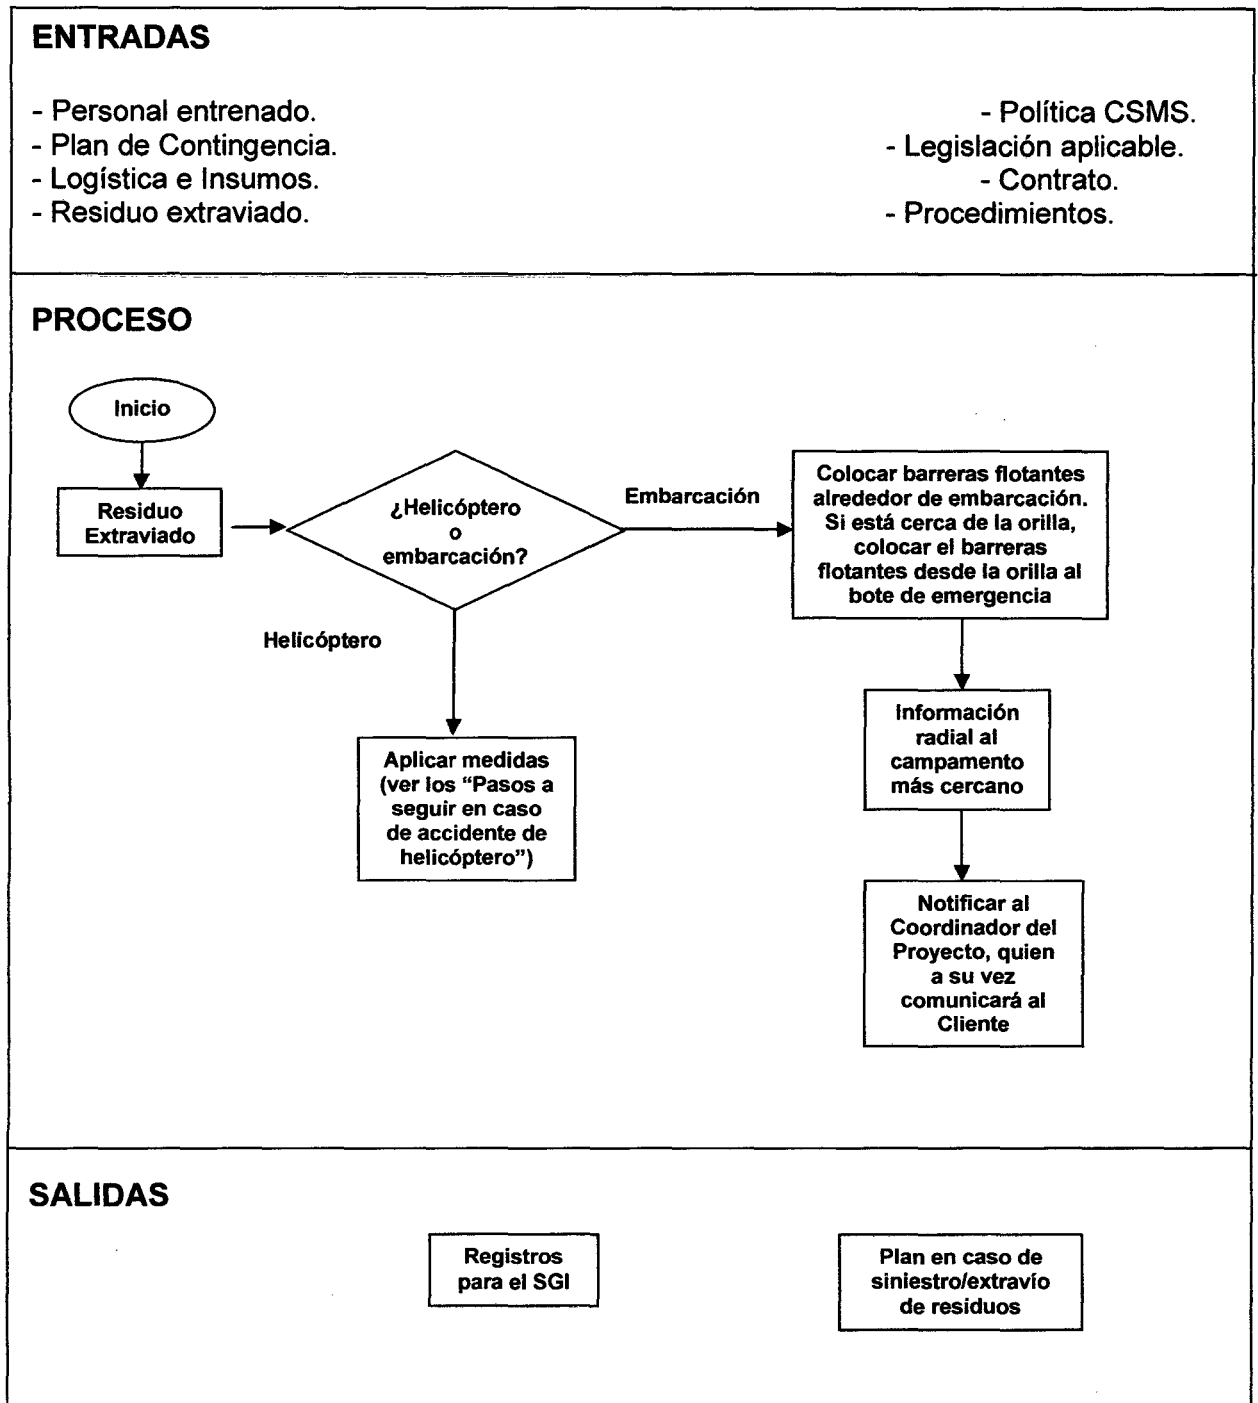 ENTRADAS
- Personal entrenado.
- Política CSMS.
- Plan de Contingencia.
- Legislación aplicable.
- Logística e Insumos.
- Contrato.
- Residuo extraviado.
- Procedimientos.
PROCESO
Inicio
Residuo
Extraviado
¿Helicóptero
o
embarcación?
Embarcación
Colocar barreras flotantes
alrededor de embarcación.
Si está cerca de la orilla,
colocar el barreras
flotantes desde la orilla al
bote de emergencia
Helicóptero
Aplicar medidas
(ver los “Pasos a
seguir en caso
de accidente de
helicóptero”)
Información
radial al
campamento
más cercano
Notificar al
Coordinador del
Proyecto, quien
a su vez
comunicará al
Cliente
SALIDAS
Registros
para el SGI
Plan en caso de
siniestro/extravío
de residuos